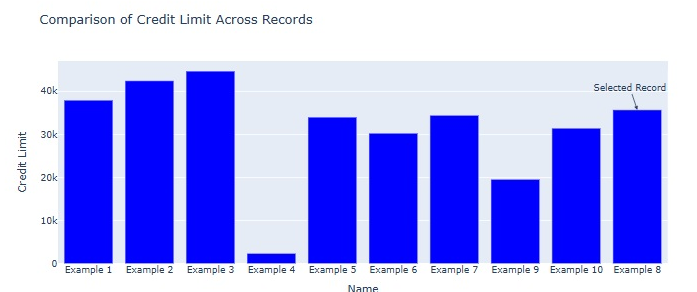 Comparison of Credit Limit Across Records
Selected Record
Credit Limit
40k
30k
20k
10k
0
Example 1 Example 2 Example 3 Example 4 Example 5 Example 6 Example 7 Example 9 Example 10 Example 8
Name